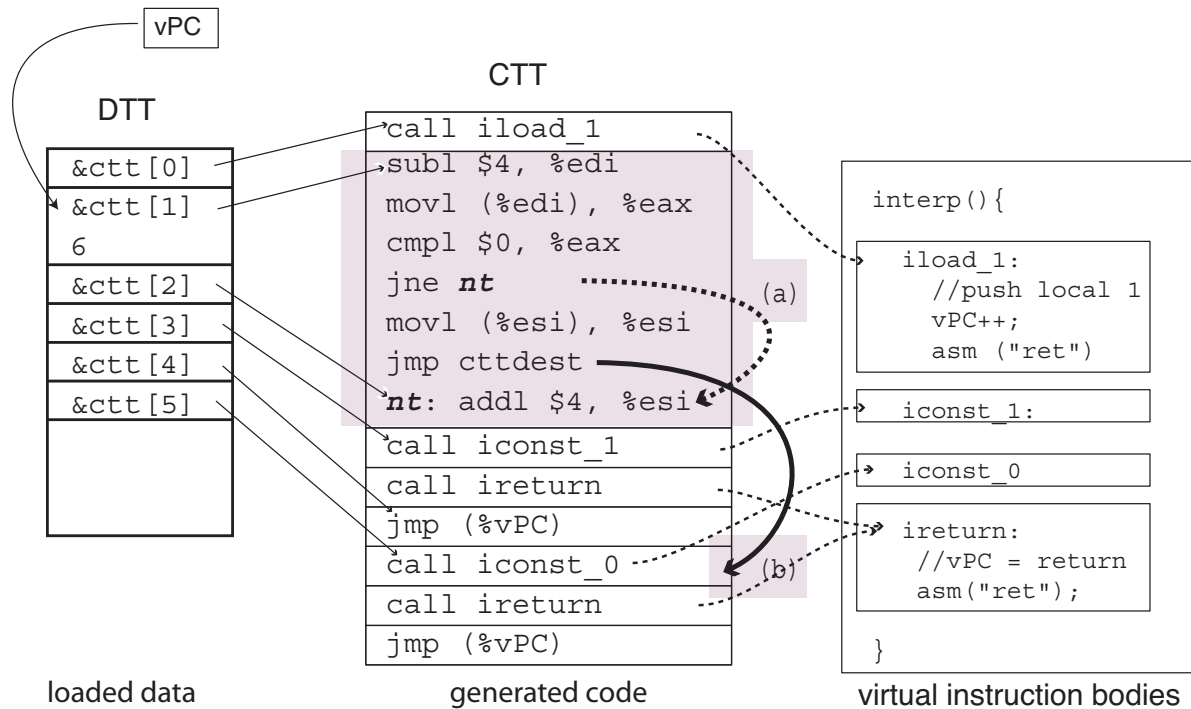 vPC
DTT
&ctt[0]
&ctt[1]
6
&ctt[2]
&ctt[3]
&ctt[4]
&ctt[5]
loaded data
CTT
call iload_1
subl $4, %edi
movl (%edi), %eax
cmpl $0, %eax
jne nt
movl (%esi), %esi
jmp cttdest
nt: addl $4, %esi
call iconst_1
call ireturn
jmp (%vPC)
call iconst_0
call ireturn
jmp (%vPC)
(a)
(b)
generated code
interp(){
iload_1:
//push local 1
vPC++;
asm ("ret")
iconst_1:
iconst_0
ireturn:
//vPC = return
asm("ret");
}
virtual instruction bodies